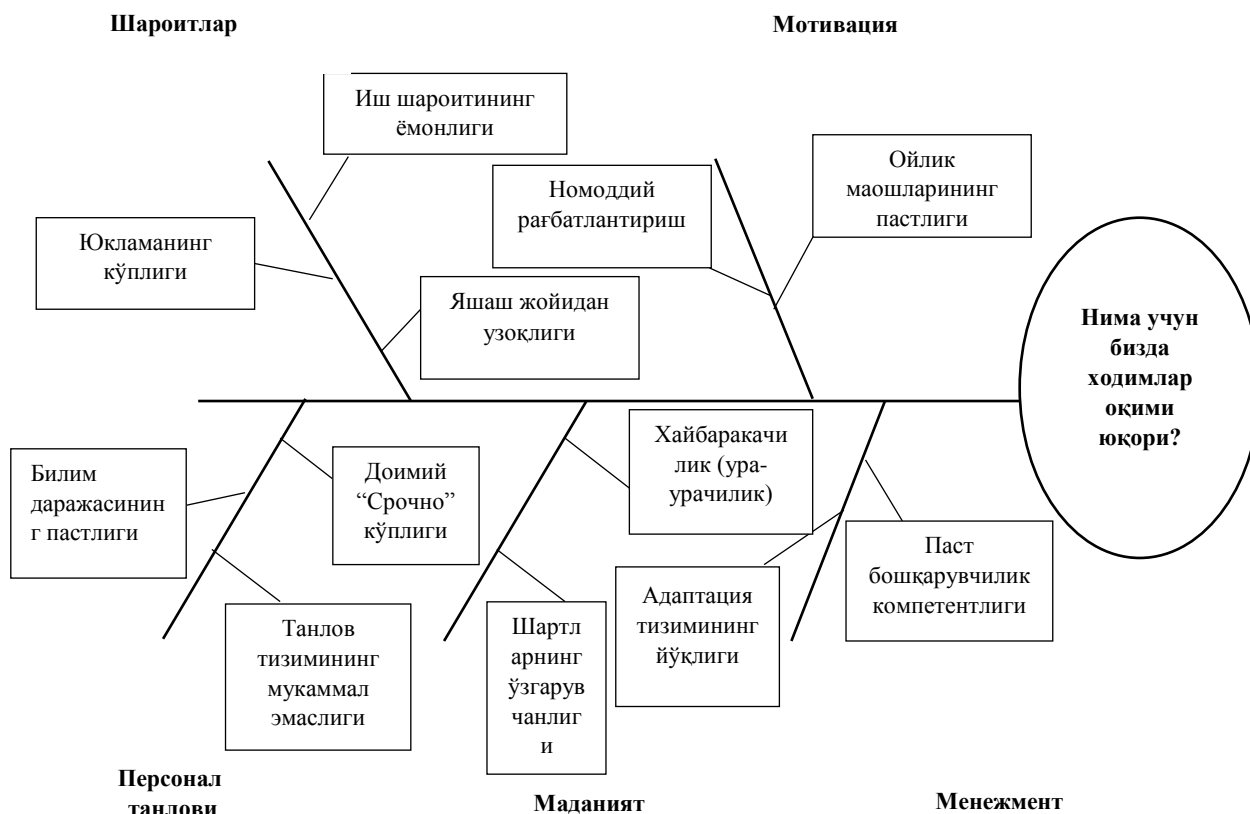 Шароитлар
Мотивация
Иш шароитининг
ёмонлиги
Юкламанинг
кўплиги
Яшаш жойидан
узоқлиги
Номоддий
рағбатлантириш
Ойлик
маошларининг
пастлиги
Нима учун
бизда
ходимлар
оқими
юқори?
Билим
даражасинин
г пастлиги
Доимий
“Срочно”
кўплиги
Танлов
тизимининг
мукаммал
эмаслиги
Хайбаракачи
лик (ура-
урачилик)
Шартл
арнинг
ўзгарув
чанлиг
и
Адаптация
тизимининг
йўқлиги
Паст
бошқарувчилик
компетентлиги
Персонал
танлови
Маданият
Менежмент